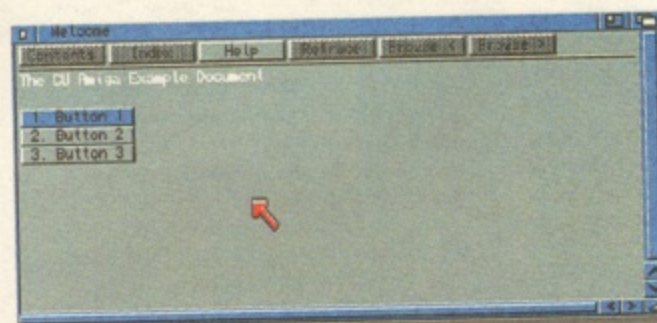 Welcome
Contents Index Help Retrace Browse < Browse >
The CU Amiga Example Document
1. Button 1
2. Button 2
3. Button 3